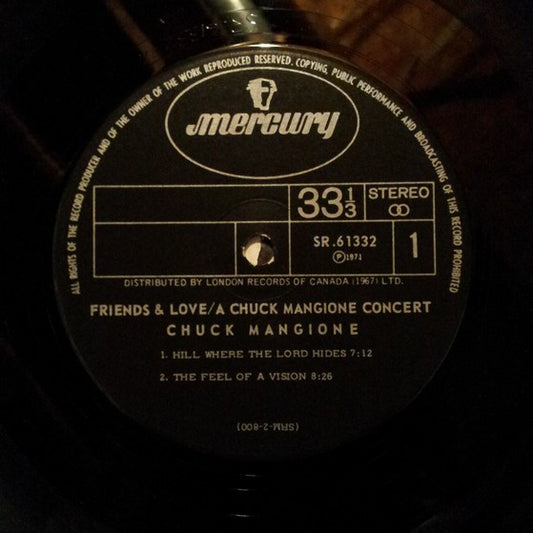 ALL RIGHTS OF THE RECORD PRODUCER AND OF THE OWNER OF THE WORK REPRODUCED RESERVED. COPYING, PUBLIC PERFORMANCE AND BROADCASTING OF THIS RECORD PROHIBITED
mercury
33 1/3
STEREO
SR.61332
Ⓟ1971
1
DISTRIBUTED BY LONDON RECORDS OF CANADA (1967) LTD.
FRIENDS & LOVE/A CHUCK MANGIONE CONCERT
CHUCK MANGIONE
1. HILL WHERE THE LORD HIDES 7:12
2. THE FEEL OF A VISION 8:26
(SRM-2-800)